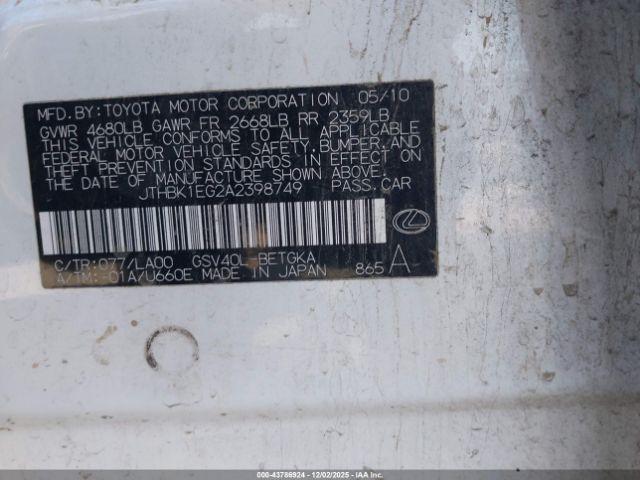 MFD.BY:TOYOTA MOTOR CORPORATION 05/10
GVWR 4680LB GAWR FR 2668LB RR 2359LB
THIS VEHICLE CONFORMS TO ALL APPLICABLE
FEDERAL MOTOR VEHICLE SAFETY,BUMPER,AND
THEFT PREVENTION STANDARDS IN EFFECT ON
THE DATE OF MANUFACTURE SHOWN ABOVE.
JTHBK1EG2A2398749 PASS.CAR
C/TR:077/LA00 GSV40L-BETGKA
A/TM:-01A/U660E MADE IN JAPAN 865 A
000-43786924 12/02/2025 IAAI.com